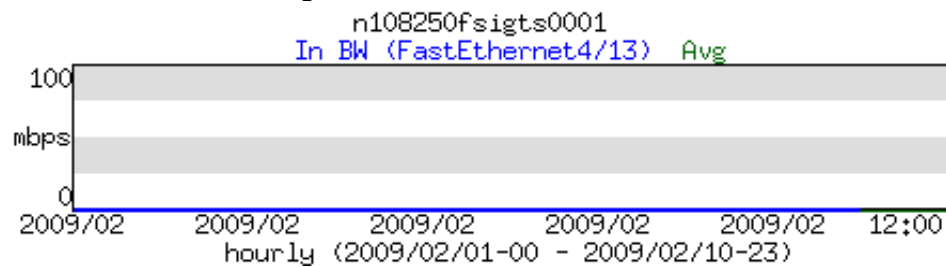 n108250fsigts0001
In BW (FastEthernet4/13) Avg
100
mbps
0
2009/02 2009/02 2009/02 2009/02 2009/02 12:00
hourly (2009/02/01-00 - 2009/02/10-23)